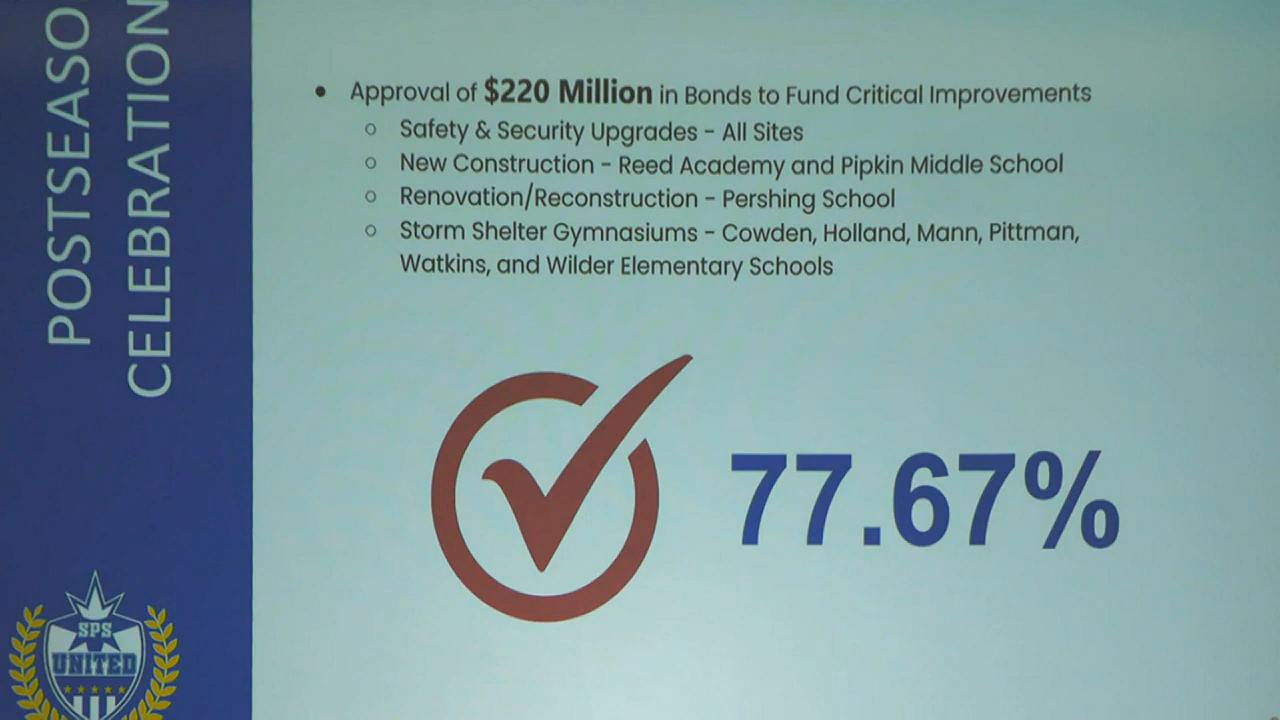 POSTSEASO
CELEBRATION
• Approval of $220 Million in Bonds to Fund Critical Improvements
○ Safety & Security Upgrades – All Sites
○ New Construction – Reed Academy and Pipkin Middle School
○ Renovation/Reconstruction – Pershing School
○ Storm Shelter Gymnasiums – Cowden, Holland, Mann, Pittman,
Watkins, and Wilder Elementary Schools
77.67%
SPS
UNITED